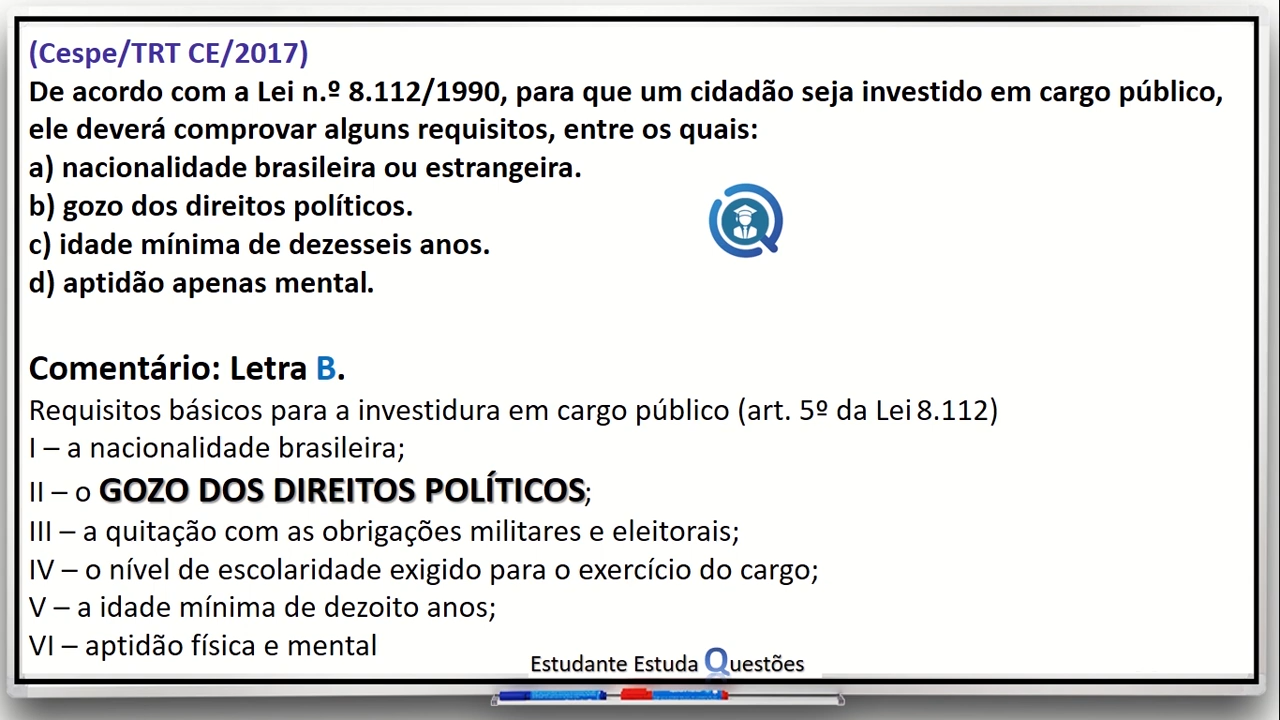 (Cespe/TRT CE/2017)
De acordo com a Lei n.º 8.112/1990, para que um cidadão seja investido em cargo público,
ele deverá comprovar alguns requisitos, entre os quais:
a) nacionalidade brasileira ou estrangeira.
b) gozo dos direitos políticos.
c) idade mínima de dezesseis anos.
d) aptidão apenas mental.
Comentário: Letra B.
Requisitos básicos para a investidura em cargo público (art. 5º da Lei 8.112)
I – a nacionalidade brasileira;
II – o GOZO DOS DIREITOS POLÍTICOS;
III – a quitação com as obrigações militares e eleitorais;
IV – o nível de escolaridade exigido para o exercício do cargo;
V – a idade mínima de dezoito anos;
VI – aptidão física e mental
Estudante Estuda Questões